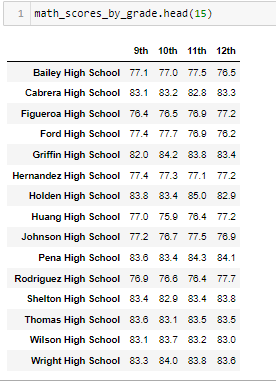 1 math_scores_by_grade.head(15)
9th 10th 11th 12th
Bailey High School 77.1 77.0 77.5 76.5
Cabrera High School 83.1 83.2 82.8 83.3
Figueroa High School 76.4 76.5 76.9 77.2
Ford High School 77.4 77.7 76.9 76.2
Griffin High School 82.0 84.2 83.8 83.4
Hernandez High School 77.4 77.3 77.1 77.2
Holden High School 83.8 83.4 85.0 82.9
Huang High School 77.0 75.9 76.4 77.2
Johnson High School 77.2 76.7 77.5 76.9
Pena High School 83.6 83.4 84.3 84.1
Rodriguez High School 76.9 76.6 76.4 77.7
Shelton High School 83.4 82.9 83.4 83.8
Thomas High School 83.6 83.1 83.5 83.5
Wilson High School 83.1 83.7 83.2 83.0
Wright High School 83.3 84.0 83.8 83.6